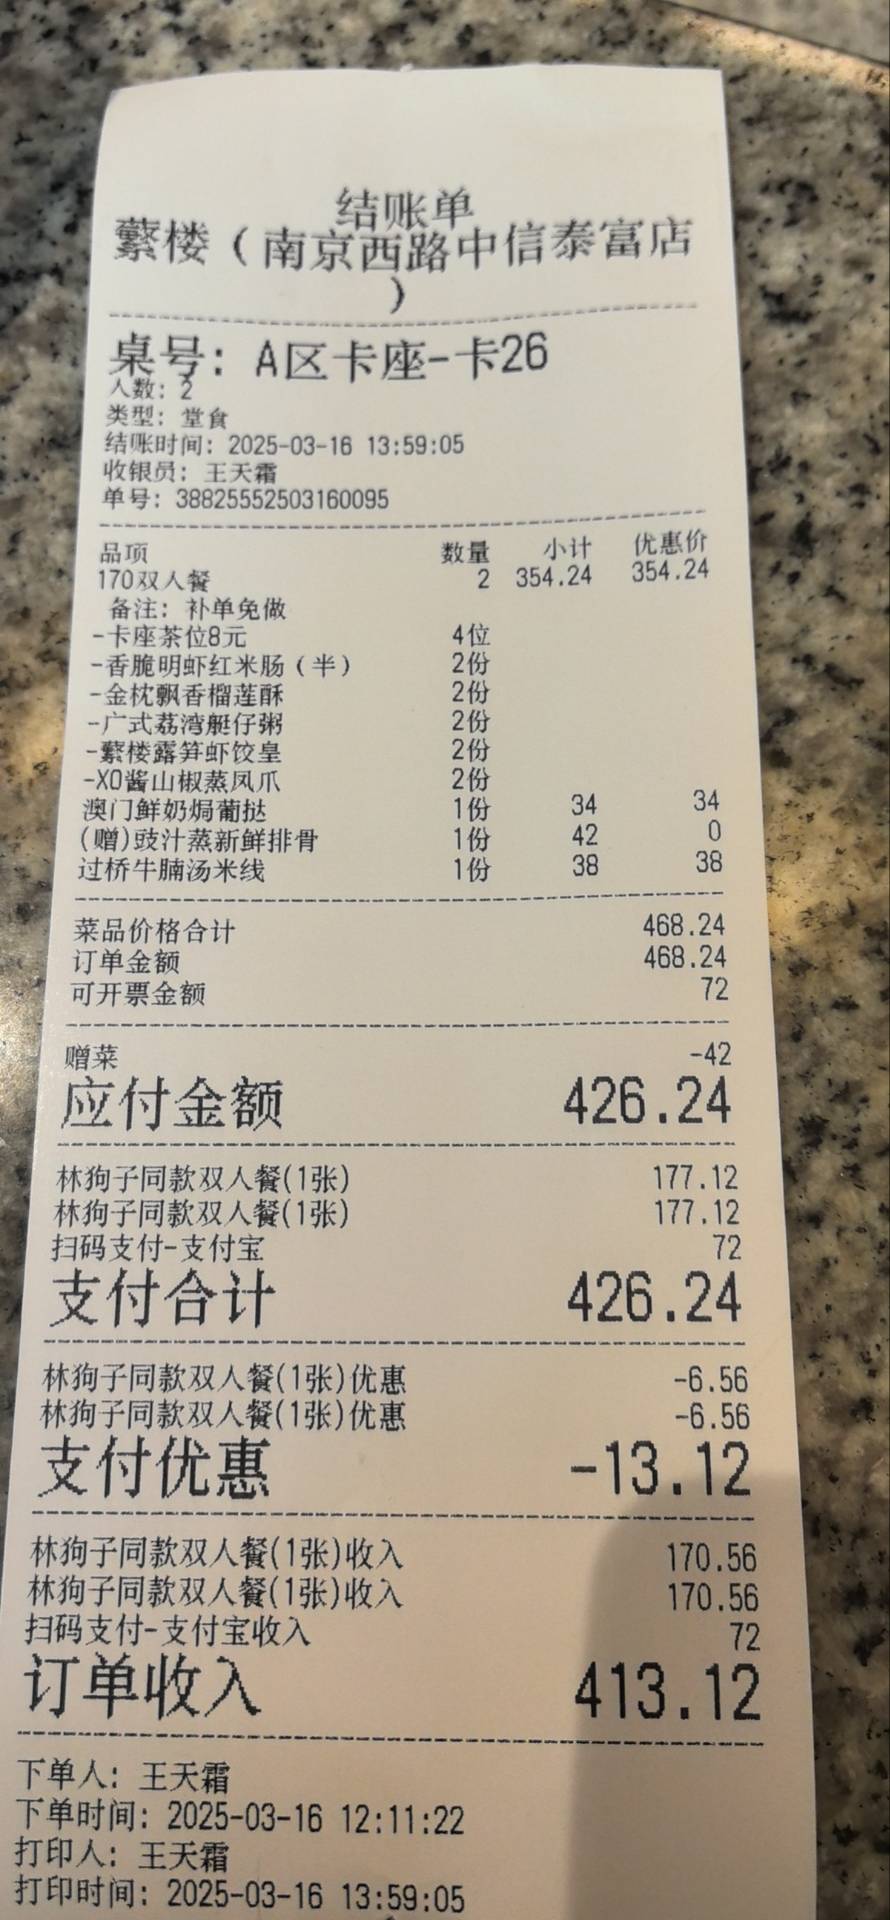 结账单
蘩楼（南京西路中信泰富店
）
桌号：A区卡座-卡26
人数：2
类型：堂食
结账时间：2025-03-16 13:59:05
收银员：王天霜
单号：38825552503160095
品项 数量 小计 优惠价
170双人餐 2 354.24 354.24
备注：补单免做
-卡座茶位8元 4位
-香脆明虾红米肠（半） 2份
-金枕飘香榴莲酥 2份
-广式荔湾艇仔粥 2份
-蘩楼露笋虾饺皇 2份
-XO酱山椒蒸凤爪 2份
澳门鲜奶焗葡挞 1份 34 34
(赠)豉汁蒸新鲜排骨 1份 42 0
过桥牛腩汤米线 1份 38 38
菜品价格合计 468.24
订单金额 468.24
可开票金额 72
赠菜 -42
应付金额 426.24
林狗子同款双人餐(1张) 177.12
林狗子同款双人餐(1张) 177.12
扫码支付-支付宝 72
支付合计 426.24
林狗子同款双人餐(1张)优惠 -6.56
林狗子同款双人餐(1张)优惠 -6.56
支付优惠 -13.12
林狗子同款双人餐(1张)收入 170.56
林狗子同款双人餐(1张)收入 170.56
扫码支付-支付宝收入 72
订单收入 413.12
下单人：王天霜
下单时间：2025-03-16 12:11:22
打印人：王天霜
打印时间：2025-03-16 13:59:05